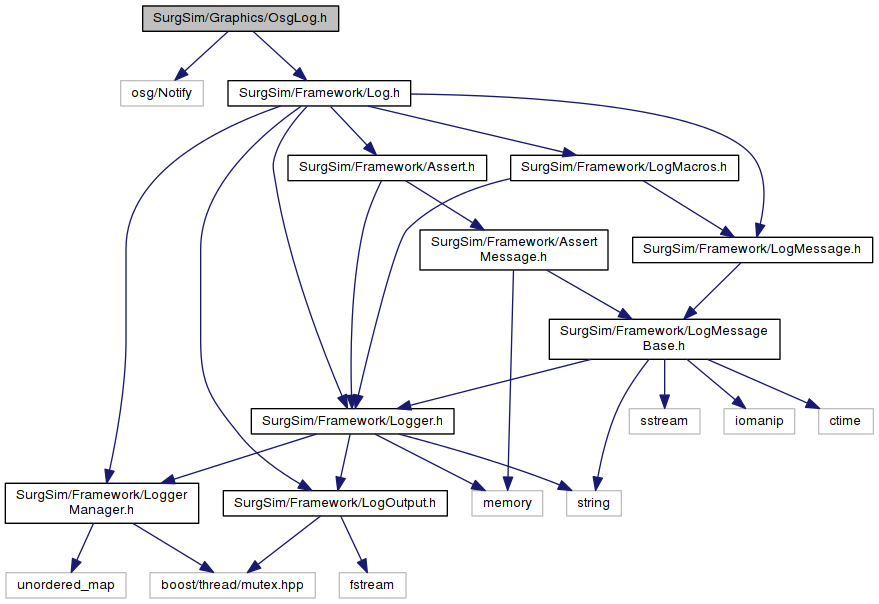 SurgSim/Graphics/OsgLog.h
osg/Notify
SurgSim/Framework/Log.h
SurgSim/Framework/Assert.h
SurgSim/Framework/LogMacros.h
SurgSim/Framework/Assert
Message.h
SurgSim/Framework/LogMessage.h
SurgSim/Framework/LogMessage
Base.h
SurgSim/Framework/Logger.h
sstream
iomanip
ctime
SurgSim/Framework/Logger
Manager.h
SurgSim/Framework/LogOutput.h
memory
string
unordered_map
boost/thread/mutex.hpp
fstream